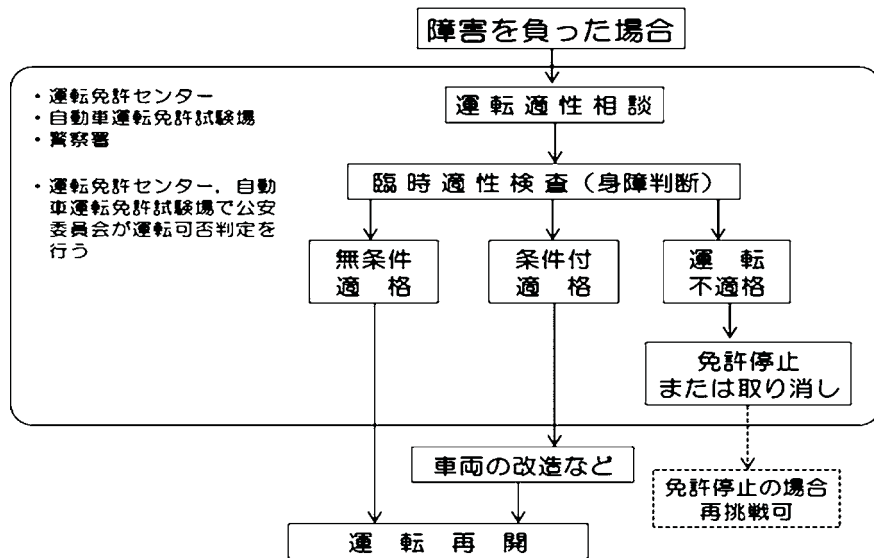 障害を負った場合
・運転免許センター
・自動車運転免許試験場
・警察署
・運転免許センター，自動
車運転免許試験場で公安
委員会が運転可否判定を
行う
運転適性相談
臨時適性検査（身障判断）
無条件
適格
条件付
適格
運転
不適格
免許停止
または取り消し
車両の改造など
免許停止の場合
再挑戦可
運転再開